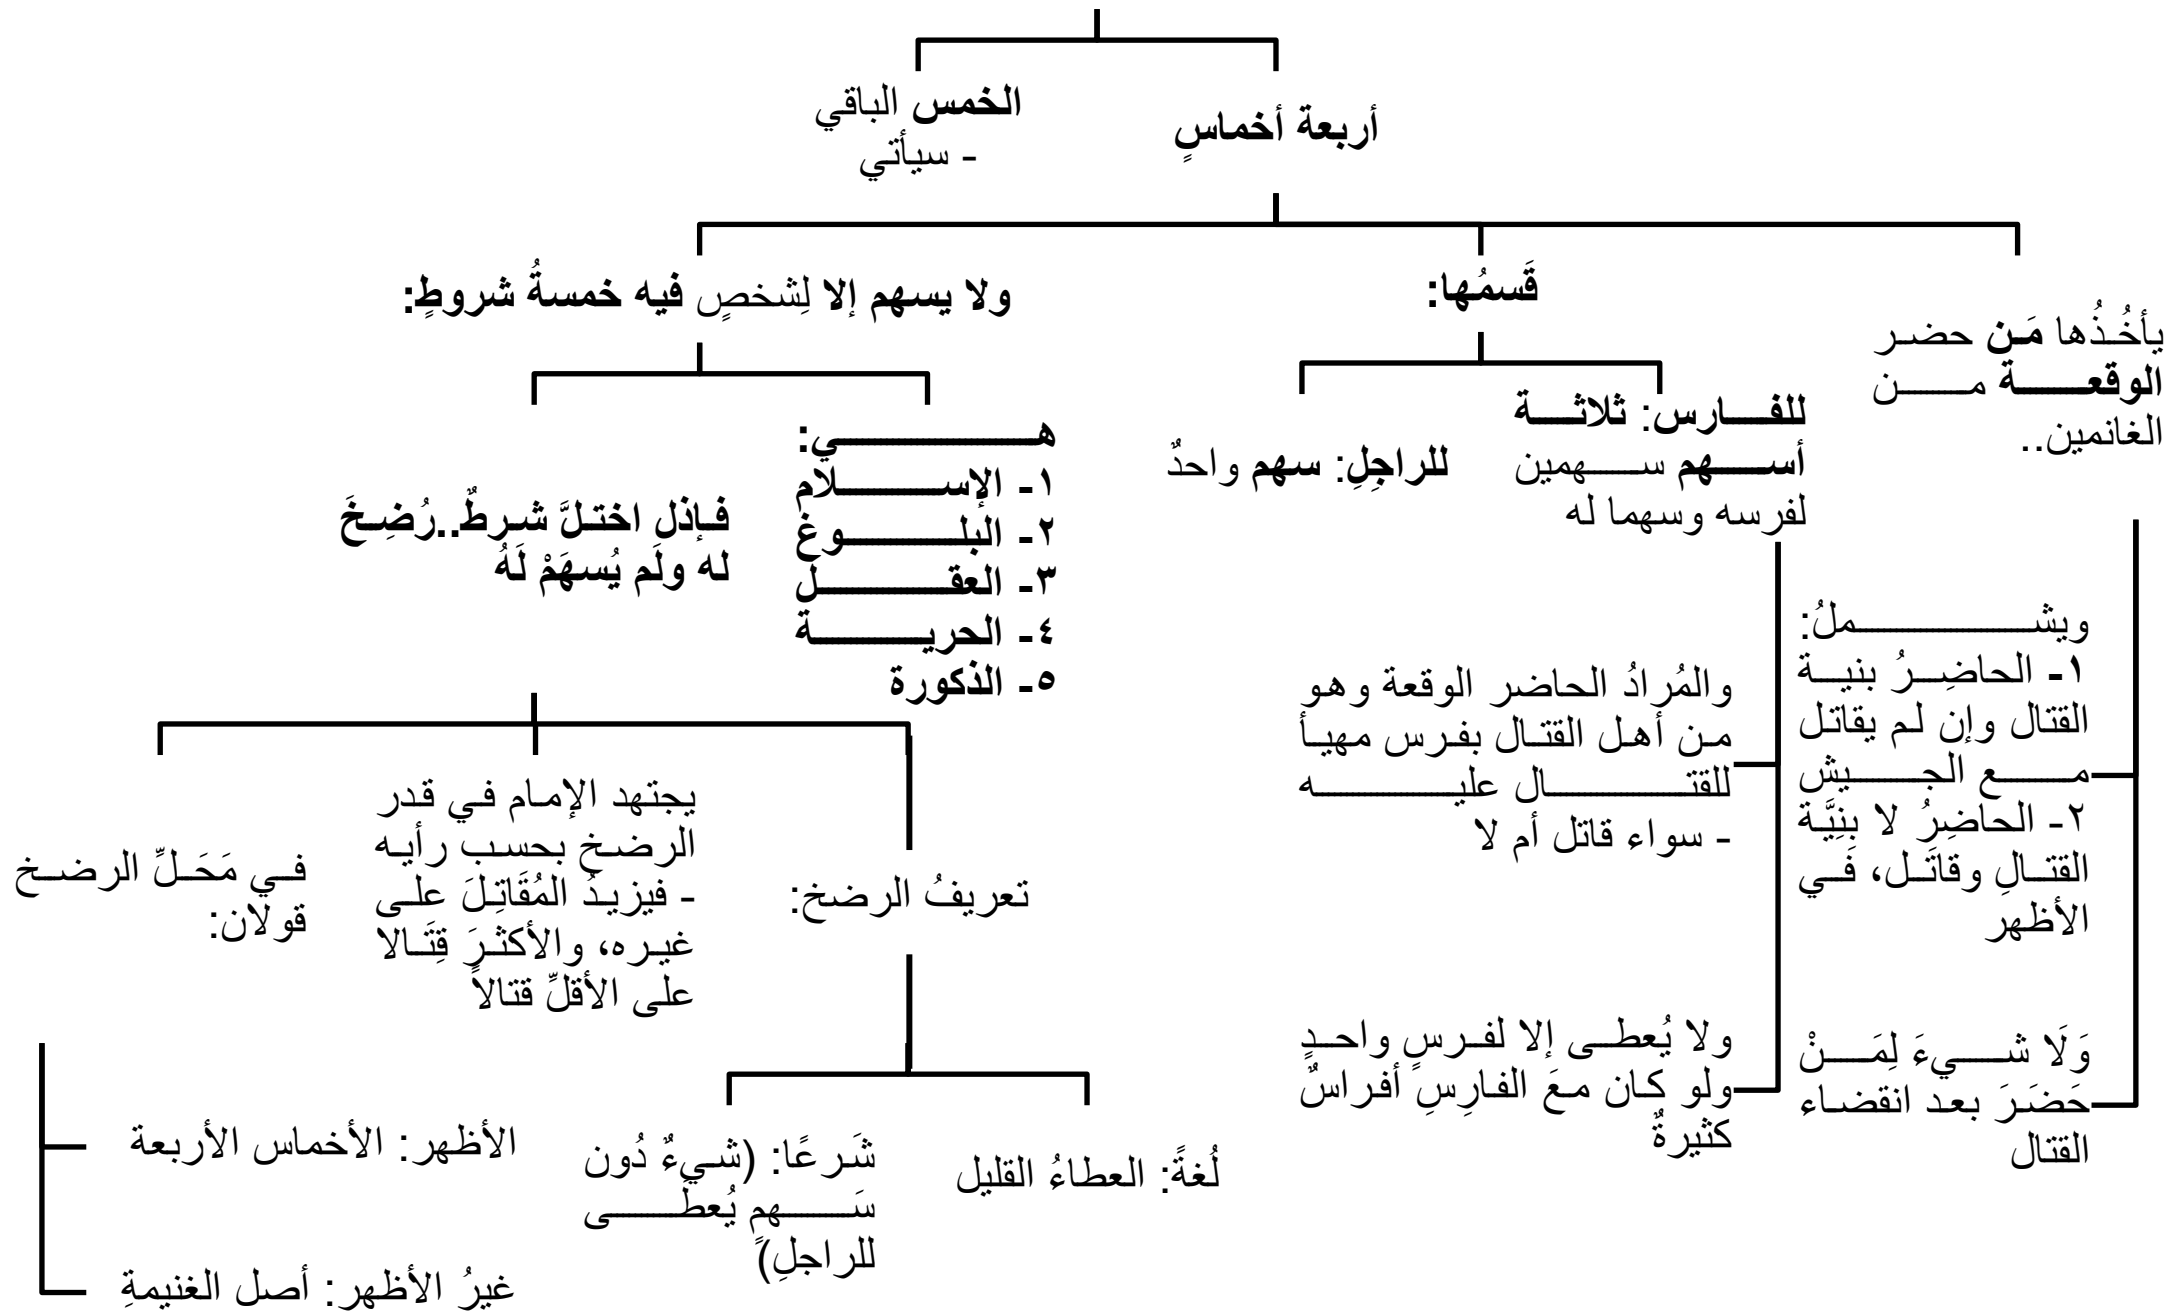 أربعة أخماسٍ
الخمس الباقي
- سيأتي
يأخُذُها مَن حضر
الوقعة من
الغانمين..
ويشملُ:
١- الحاضِرُ بنية
القتال وإن لم يقاتل
مع الجيش
٢- الحاضِرُ لا بنِيَّة
القتالِ وقاتَل، في
الأظهر
وَلَا شيءَ لِمَنْ
حَضَرَ بعد انقضاء
القتال
قَسمُها:
للفارس: ثلاثة
أسهم سهمين
لفرسه وسهما له
والمُرادُ الحاضر الوقعة وهو
من أهل القتال بفرس مهيأ
للقتال عليه
- سواء قاتل أم لا
ولا يُعطى إلا لفرسٍ واحدٍ
ولو كان معَ الفارِسِ أفراسٌ
كثيرةٌ
للراجِلِ: سهم واحدٌ
ولا يسهم إلا لِشخصٍ فيه خمسةُ شروطٍ:
هي:
١- الإسلام
٢- البُلوغ
٣- العقل
٤- الحرية
٥- الذكورة
فإذل اختلَّ شرطٌ..رُضِخَ
له ولَم يُسهَمْ لَهُ
تعريفُ الرضخ:
لُغةً: العطاءُ القليل
شَرعًا: (شيءٌ دُون
سَهمٍ يُعطَى
للراجلِ)
يجتهد الإمام في قدر
الرضخ بحسب رأيه
- فيزيدُ المُقَاتِلَ على
غيره، والأكثرَ قِتَالا
على الأقلِّ قتالاً
في مَحَلِّ الرضخ
قولان:
الأظهر: الأخماس الأربعة
غيرُ الأظهر: أصل الغنيمةِ